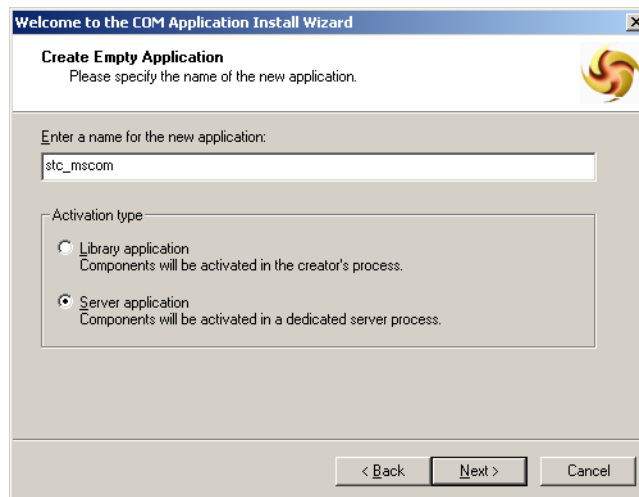 Welcome to the COM Application Install Wizard
Create Empty Application
Please specify the name of the new application.
Enter a name for the new application:
stc_mscom
Activation type
Library application
Components will be activated in the creator's process.
Server application
Components will be activated in a dedicated server process.
< Back Next > Cancel